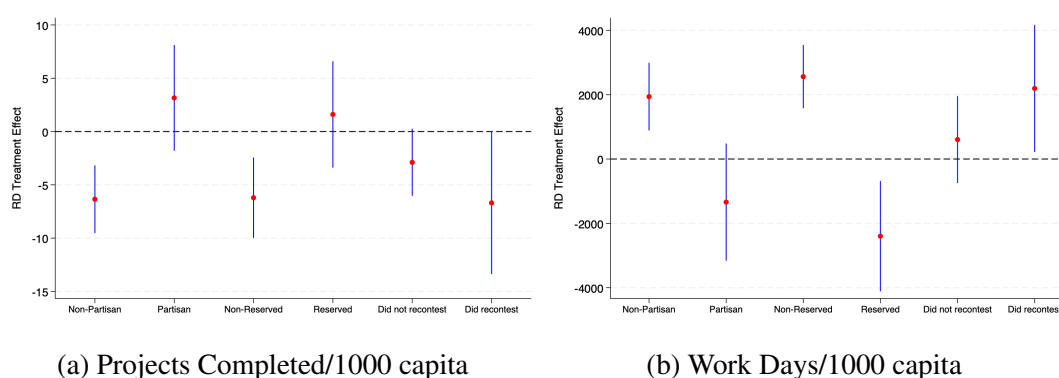 10
5
0
-5
-10
-15
RD Treatment Effect
Non-Partisan Partisan Non-Reserved Reserved Did not recontest Did recontest
(a) Projects Completed/1000 capita
4000
2000
0
-2000
-4000
RD Treatment Effect
Non-Partisan Partisan Non-Reserved Reserved Did not recontest Did recontest
(b) Work Days/1000 capita